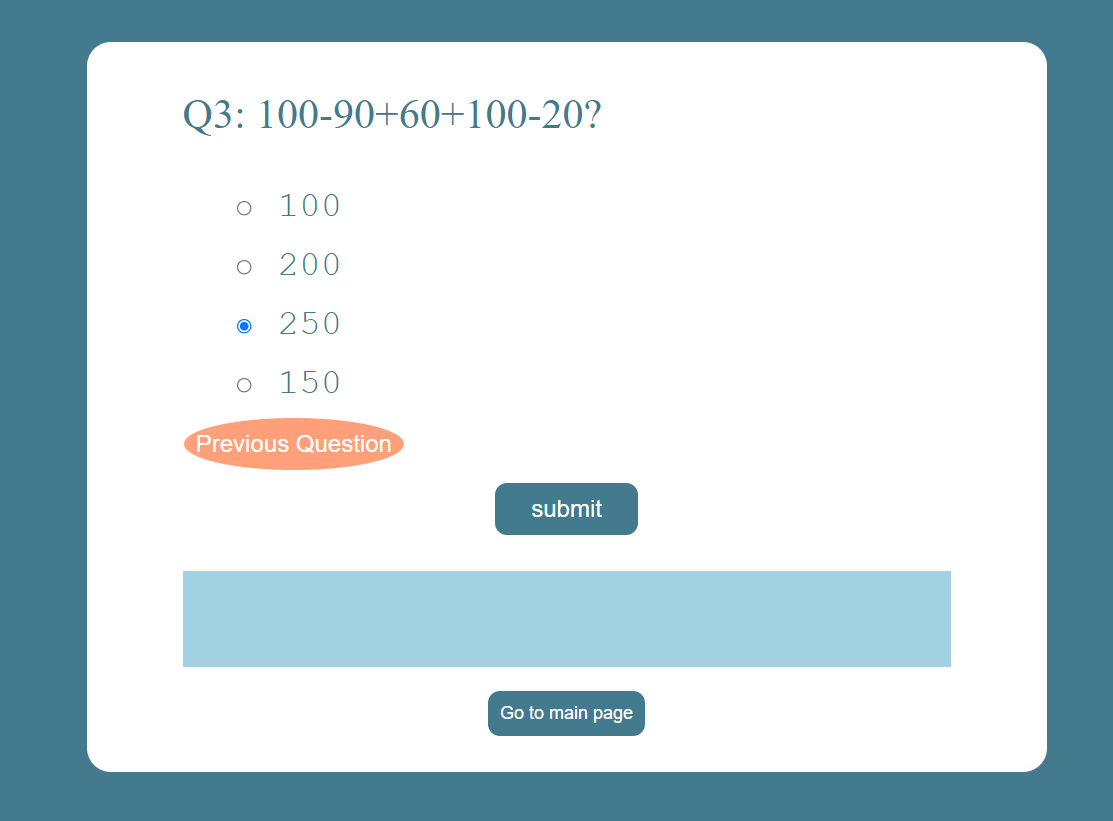 Q3: 100-90+60+100-20?
100
200
250
150
Previous Question
submit
Go to main page